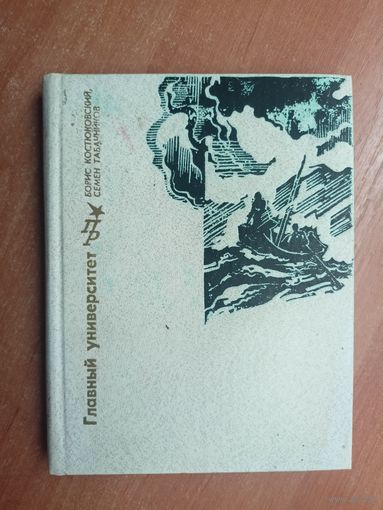 БОРИС КОСТЮКОВСКИЙ,
СЕМЕН ТАБАЧНИКОВ
Главный университет